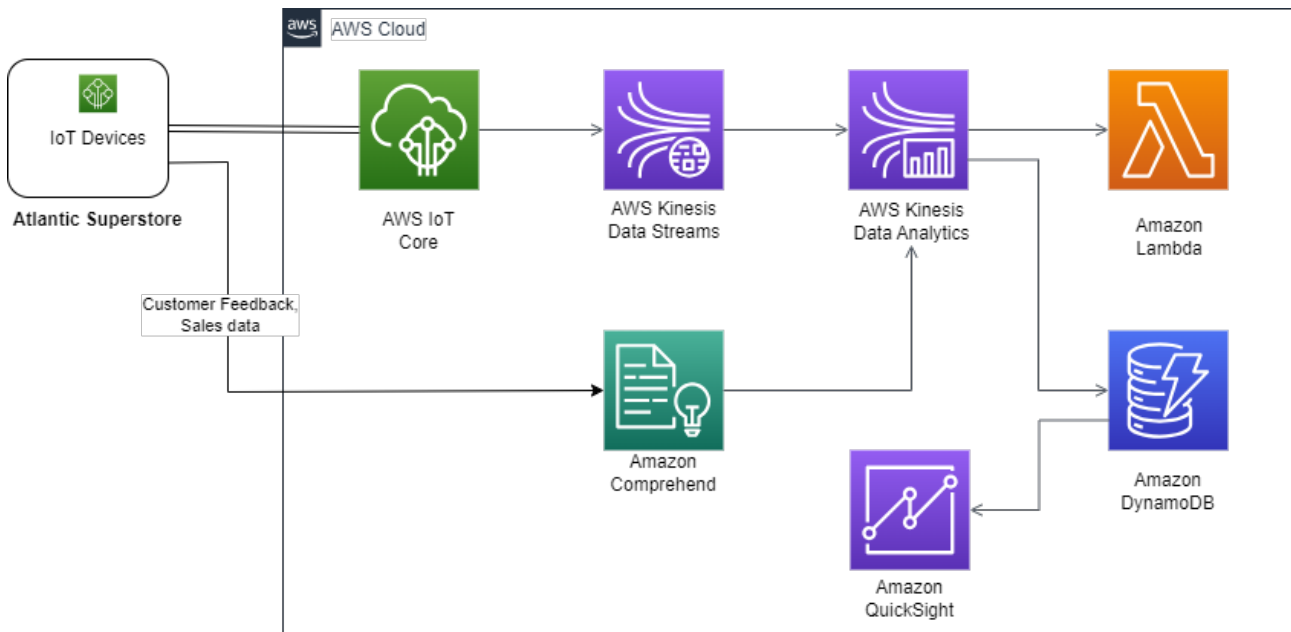 aws
AWS Cloud
IoT Devices
Atlantic Superstore
AWS IoT
Core
AWS Kinesis
Data Streams
AWS Kinesis
Data Analytics
Amazon
Lambda
Customer Feedback,
Sales data
Amazon
Comprehend
Amazon
DynamoDB
Amazon
QuickSight